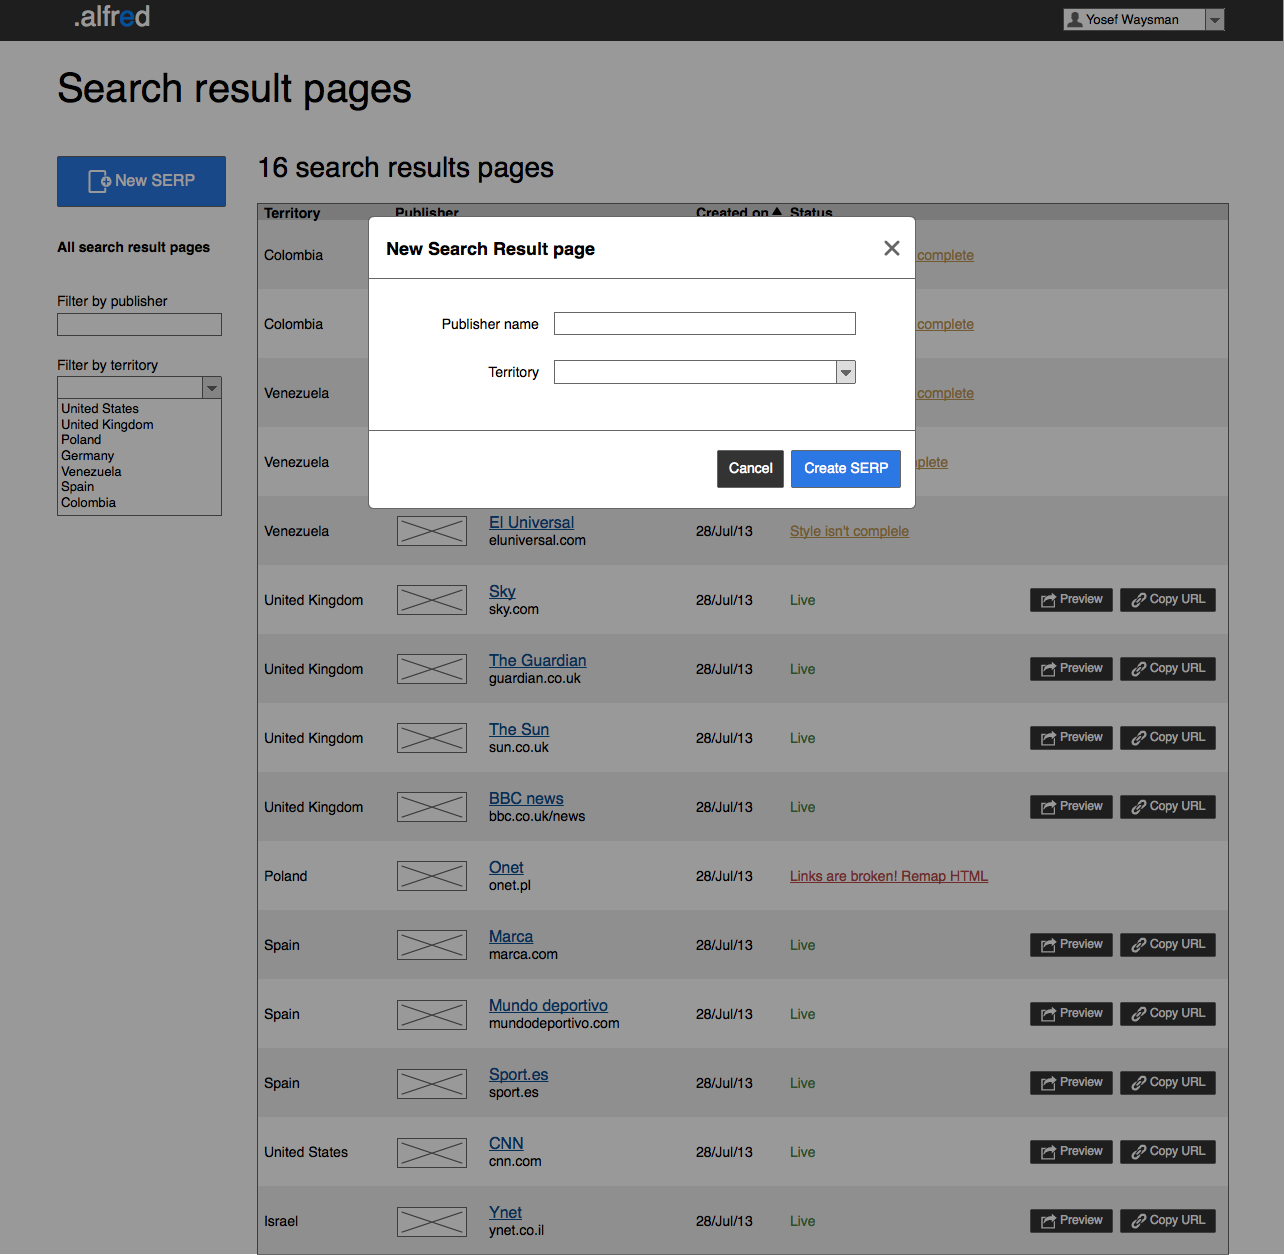 .alfred
Yosef Waysman
Search result pages
New SERP
16 search results pages
All search result pages
Filter by publisher
Filter by territory
United States
United Kingdom
Poland
Germany
Venezuela
Spain
Colombia
Territory Publisher Created on Status
Colombia complete
Colombia complete
Venezuela complete
Venezuela plete
New Search Result page
Publisher name
Territory
Cancel Create SERP
Venezuela El Universal 28/Jul/13 Style isn't complele
eluniversal.com
United Kingdom Sky 28/Jul/13 Live Preview Copy URL
sky.com
United Kingdom The Guardian 28/Jul/13 Live Preview Copy URL
guardian.co.uk
United Kingdom The Sun 28/Jul/13 Live Preview Copy URL
sun.co.uk
United Kingdom BBC news 28/Jul/13 Live Preview Copy URL
bbc.co.uk/news
Poland Onet 28/Jul/13 Links are broken! Remap HTML
onet.pl
Spain Marca 28/Jul/13 Live Preview Copy URL
marca.com
Spain Mundo deportivo 28/Jul/13 Live Preview Copy URL
mundodeportivo.com
Spain Sport.es 28/Jul/13 Live Preview Copy URL
sport.es
United States CNN 28/Jul/13 Live Preview Copy URL
cnn.com
Israel Ynet 28/Jul/13 Live Preview Copy URL
ynet.co.il